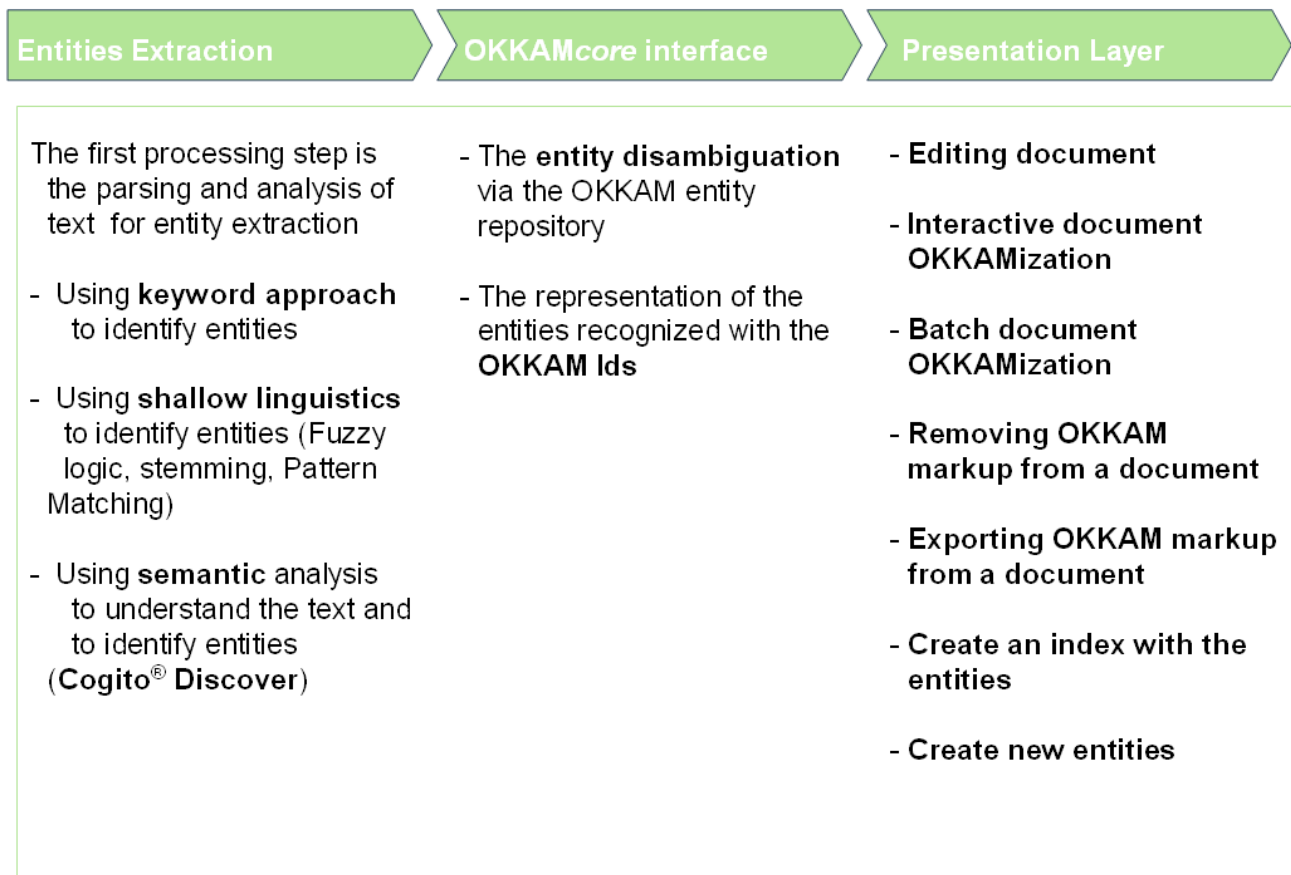 Entities Extraction
OKKAMcore interface
Presentation Layer
The first processing step is
the parsing and analysis of
text for entity extraction
- Using keyword approach
to identify entities
- Using shallow linguistics
to identify entities (Fuzzy
logic, stemming, Pattern
Matching)
- Using semantic analysis
to understand the text and
to identify entities
(Cogito® Discover)
- The entity disambiguation
via the OKKAM entity
repository
- The representation of the
entities recognized with the
OKKAM Ids
- Editing document
- Interactive document
OKKAMization
- Batch document
OKKAMization
- Removing OKKAM
markup from a document
- Exporting OKKAM markup
from a document
- Create an index with the
entities
- Create new entities